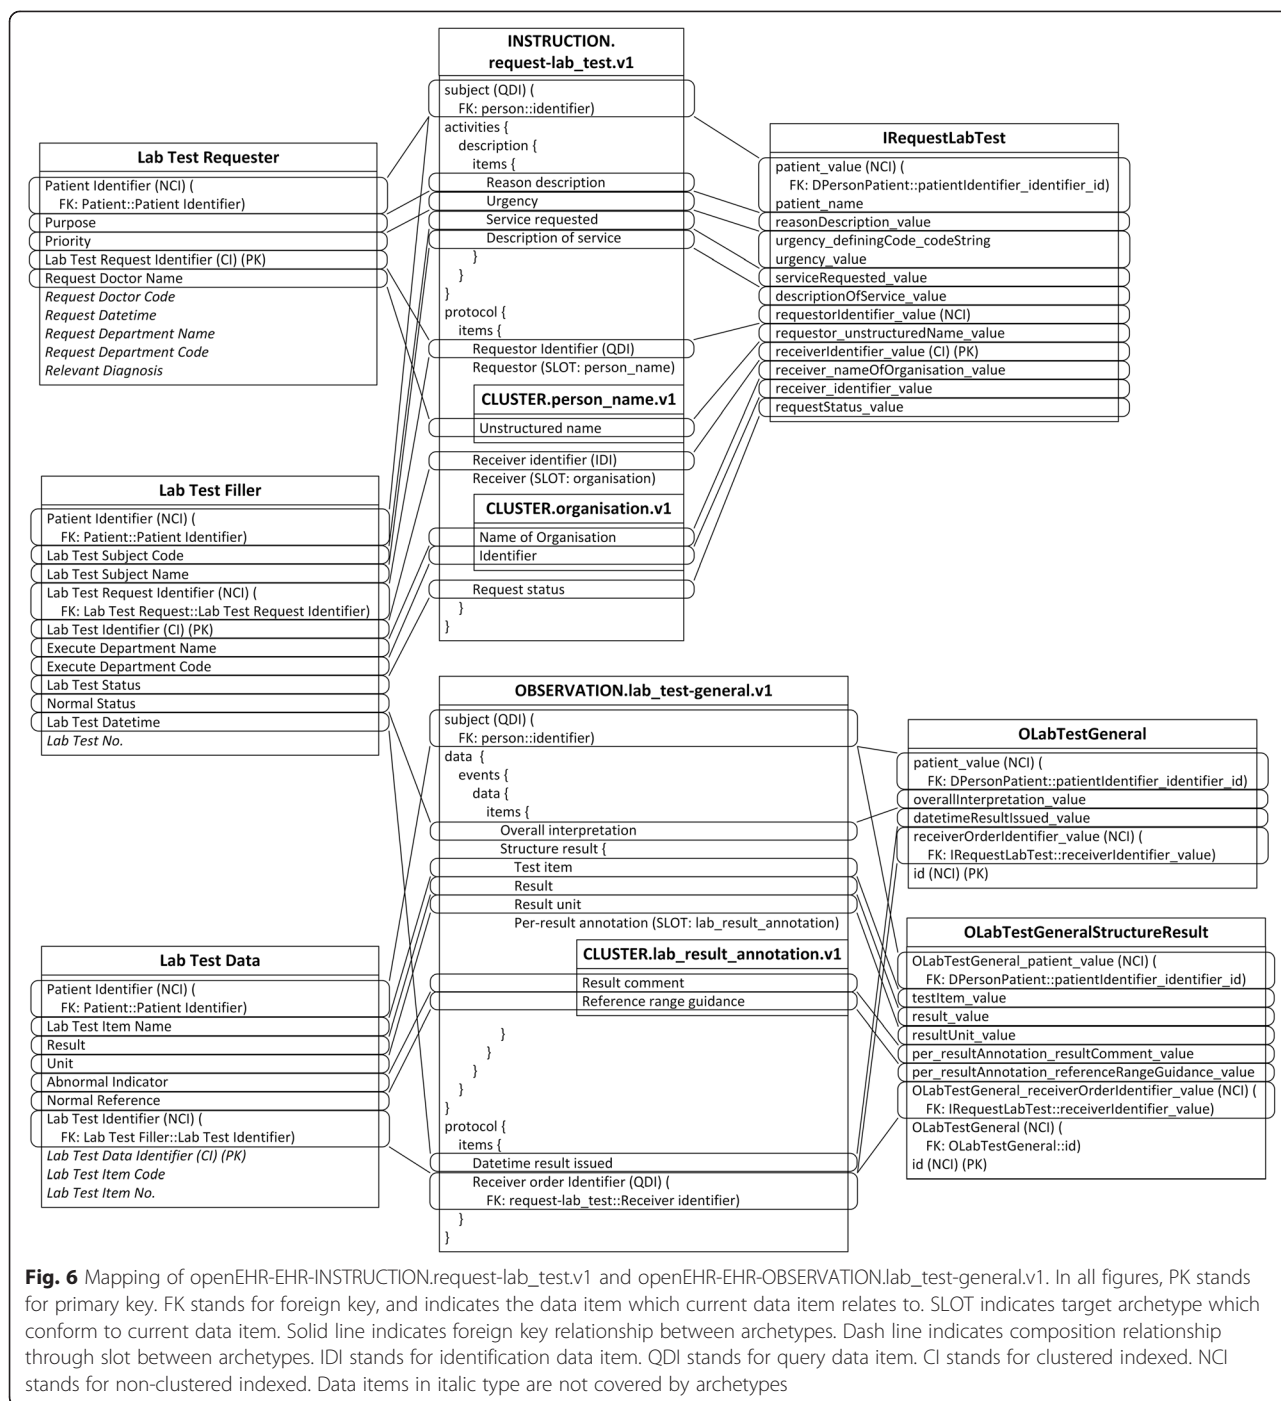 INSTRUCTION.
request-lab_test.v1
subject (QDI) (
FK: person::identifier)
activities {
description {
items {
Reason description
Urgency
Service requested
Description of service
}
}
}
protocol {
items {
Requestor Identifier (QDI)
Requestor (SLOT: person_name)
CLUSTER.person_name.v1
Unstructured name
Receiver identifier (IDI)
Receiver (SLOT: organisation)
CLUSTER.organisation.v1
Name of Organisation
Identifier
Request status
}
}
Lab Test Requester
Patient Identifier (NCI) (
FK: Patient::Patient Identifier)
Purpose
Priority
Lab Test Request Identifier (CI) (PK)
Request Doctor Name
Request Doctor Code
Request Datetime
Request Department Name
Request Department Code
Relevant Diagnosis
IRequestLabTest
patient_value (NCI) (
FK: DPersonPatient::patientIdentifier_identifier_id)
patient_name
reasonDescription_value
urgency_definingCode_codeString
urgency_value
serviceRequested_value
descriptionOfService_value
requestorIdentifier_value (NCI)
requestor_unstructuredName_value
receiverIdentifier_value (CI) (PK)
receiver_nameOfOrganisation_value
receiver_identifier_value
requestStatus_value
Lab Test Filler
Patient Identifier (NCI) (
FK: Patient::Patient Identifier)
Lab Test Subject Code
Lab Test Subject Name
Lab Test Request Identifier (NCI) (
FK: Lab Test Request::Lab Test Request Identifier)
Lab Test Identifier (CI) (PK)
Execute Department Name
Execute Department Code
Lab Test Status
Normal Status
Lab Test Datetime
Lab Test No.
OBSERVATION.lab_test-general.v1
subject (QDI) (
FK: person::identifier)
data {
events {
data {
items {
Overall interpretation
Structure result {
Test item
Result
Result unit
Per-result annotation (SLOT: lab_result_annotation)
CLUSTER.lab_result_annotation.v1
Result comment
Reference range guidance
}
}
}
}
}
protocol {
items {
Datetime result issued
Receiver order Identifier (QDI) (
FK: request-lab_test::Receiver identifier)
}
}
OLabTestGeneral
patient_value (NCI) (
FK: DPersonPatient::patientIdentifier_identifier_id)
overallInterpretation_value
datetimeResultIssued_value
receiverOrderIdentifier_value (NCI) (
FK: IRequestLabTest::receiverIdentifier_value)
id (NCI) (PK)
Lab Test Data
Patient Identifier (NCI) (
FK: Patient::Patient Identifier)
Lab Test Item Name
Result
Unit
Abnormal Indicator
Normal Reference
Lab Test Identifier (NCI) (
FK: Lab Test Filler::Lab Test Identifier)
Lab Test Data Identifier (CI) (PK)
Lab Test Item Code
Lab Test Item No.
OLabTestGeneralStructureResult
OLabTestGeneral_patient_value (NCI) (
FK: DPersonPatient::patientIdentifier_identifier_id)
testItem_value
result_value
resultUnit_value
per_resultAnnotation_resultComment_value
per_resultAnnotation_referenceRangeGuidance_value
OLabTestGeneral_receiverOrderIdentifier_value (NCI) (
FK: IRequestLabTest::receiverIdentifier_value)
OLabTestGeneral (NCI) (
FK: OLabTestGeneral::id)
id (NCI) (PK)
Fig. 6 Mapping of openEHR-EHR-INSTRUCTION.request-lab_test.v1 and openEHR-EHR-OBSERVATION.lab_test-general.v1. In all figures, PK stands
for primary key. FK stands for foreign key, and indicates the data item which current data item relates to. SLOT indicates target archetype which
conform to current data item. Solid line indicates foreign key relationship between archetypes. Dash line indicates composition relationship
through slot between archetypes. IDI stands for identification data item. QDI stands for query data item. CI stands for clustered indexed. NCI
stands for non-clustered indexed. Data items in italic type are not covered by archetypes